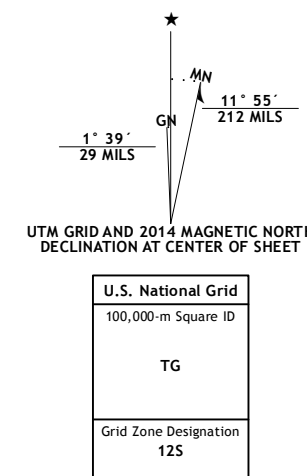 MN
GN
11° 55´
212 MILS
1° 39´
29 MILS
UTM GRID AND 2014 MAGNETIC NORTH
DECLINATION AT CENTER OF SHEET
U.S. National Grid
100,000-m Square ID
TG
Grid Zone Designation
12S